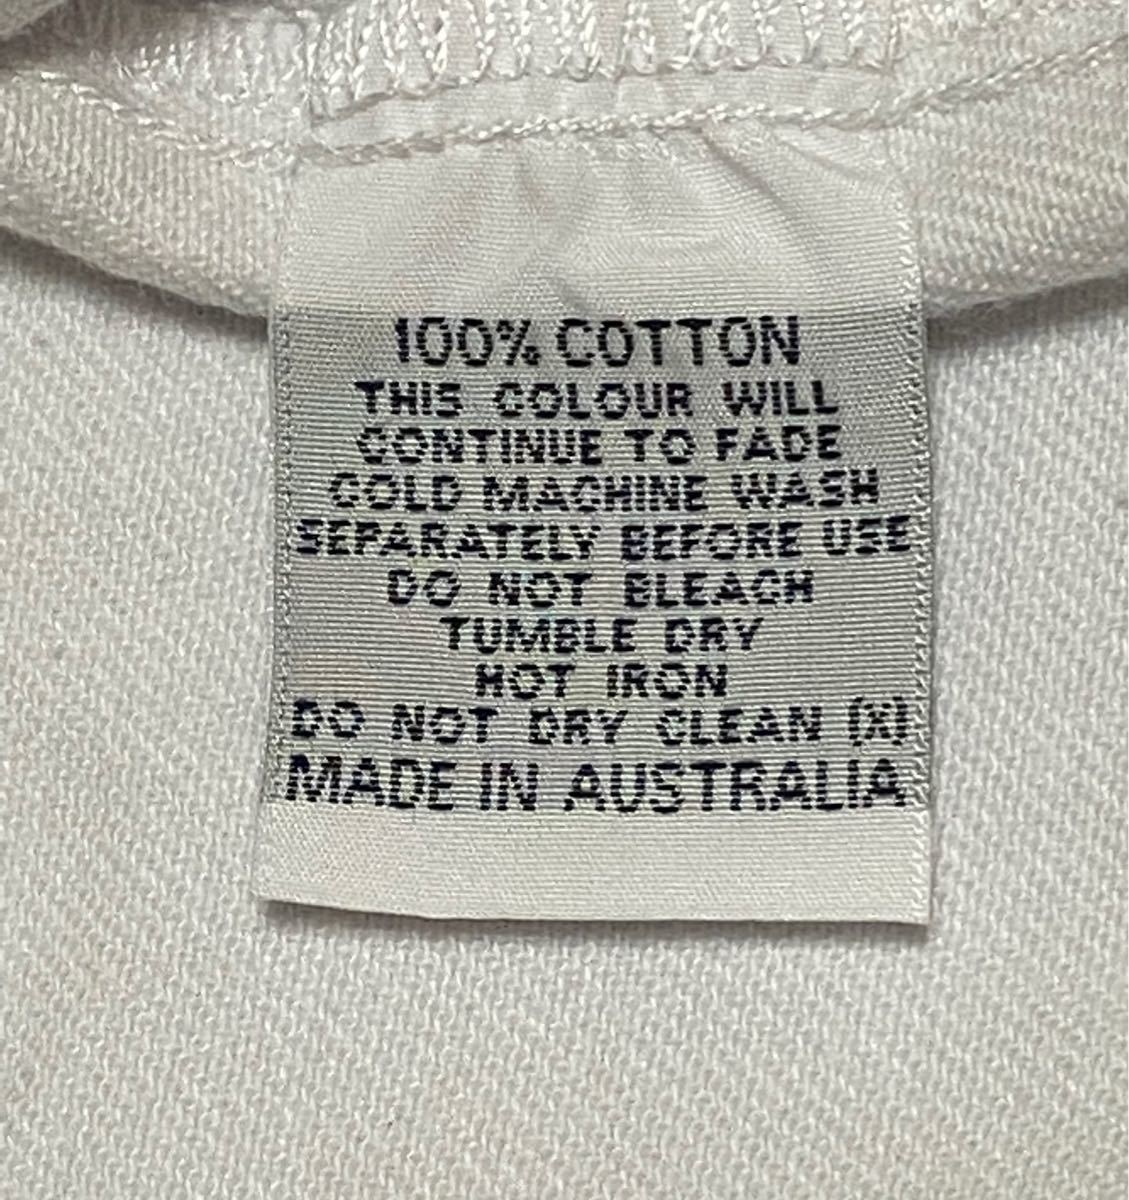 100% COTTON
THIS COLOUR WILL
CONTINUE TO FADE
COLD MACHINE WASH
SEPARATELY BEFORE USE
DO NOT BLEACH
TUMBLE DRY
HOT IRON
DO NOT DRY CLEAN (X)
MADE IN AUSTRALIA